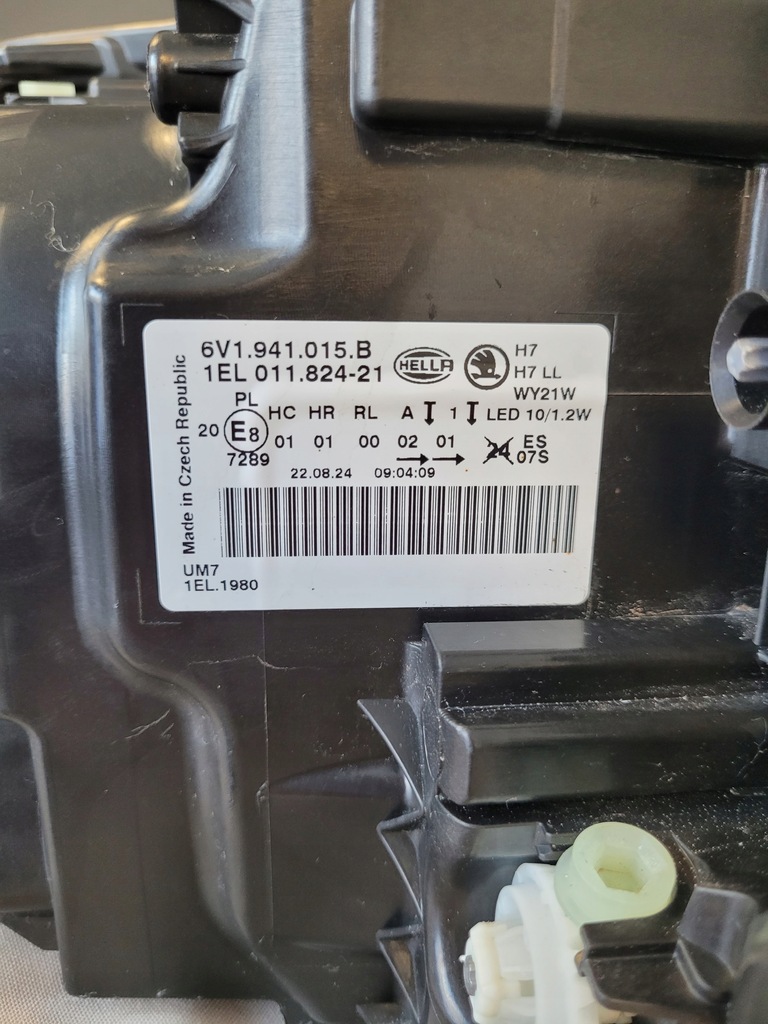 6V1.941.015.B
1EL 011.824-21
HELLA
H7
H7 LL
WY21W
LED 10/1.2W
PL HC HR RL A 1
20 E8 01 01 00 02 01 24 ES
7289 07S
22.08.24 09:04:09
Made in Czech Republic
UM7
1EL.1980